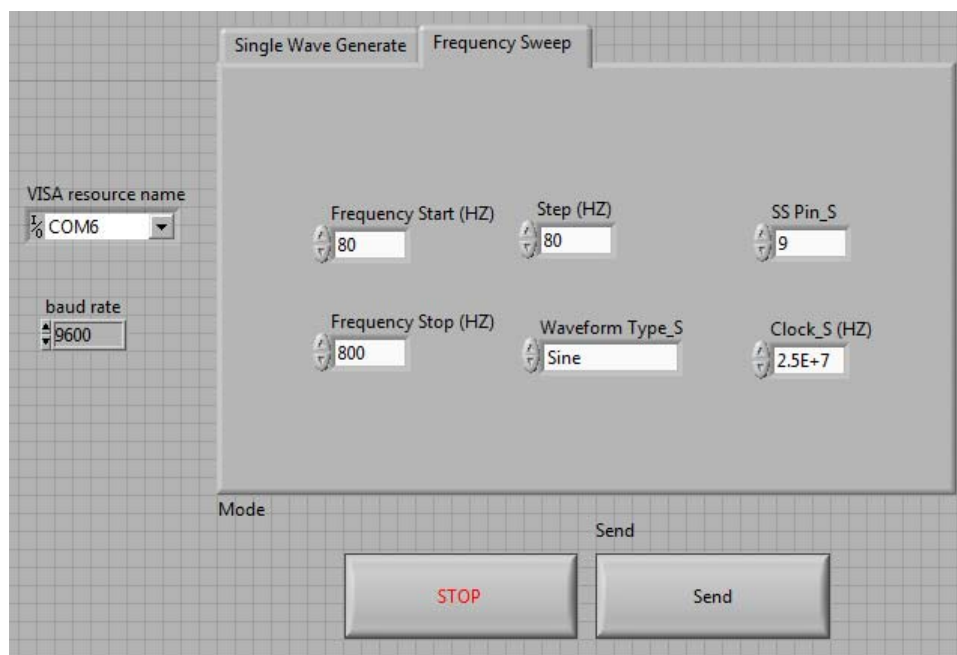 Single Wave Generate
Frequency Sweep
VISA resource name
I/O COM6
baud rate
9600
Frequency Start (HZ)
80
Step (HZ)
80
SS Pin_S
9
Frequency Stop (HZ)
800
Waveform Type_S
Sine
Clock_S (HZ)
2.5E+7
Mode
Send
STOP
Send